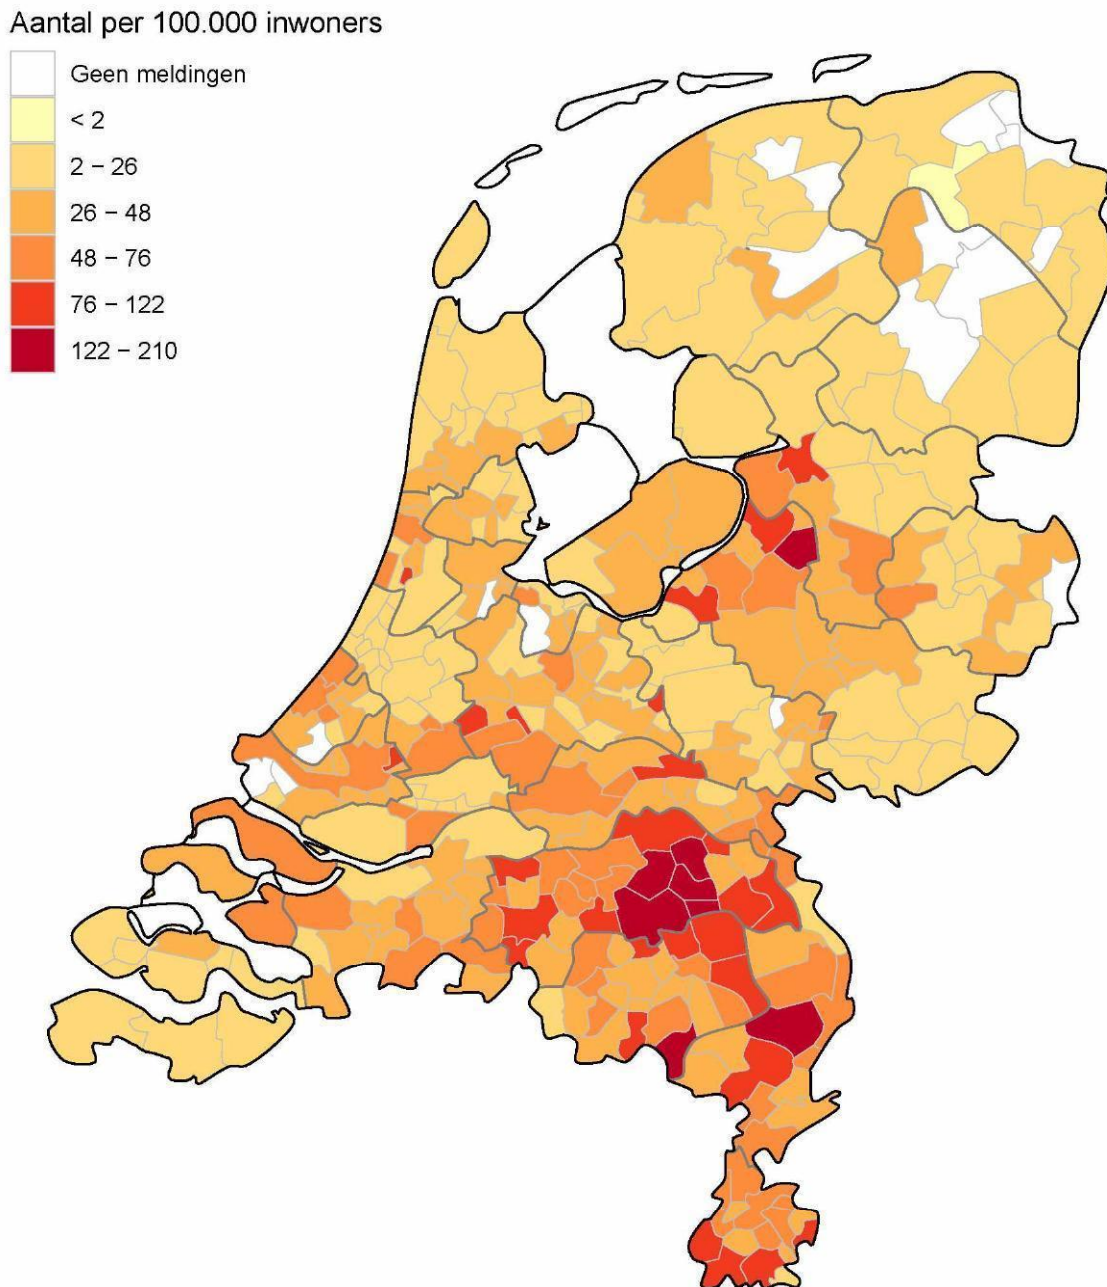 Aantal per 100.000 inwoners
Geen meldingen
< 2
2 − 26
26 − 48
48 − 76
76 − 122
122 − 210